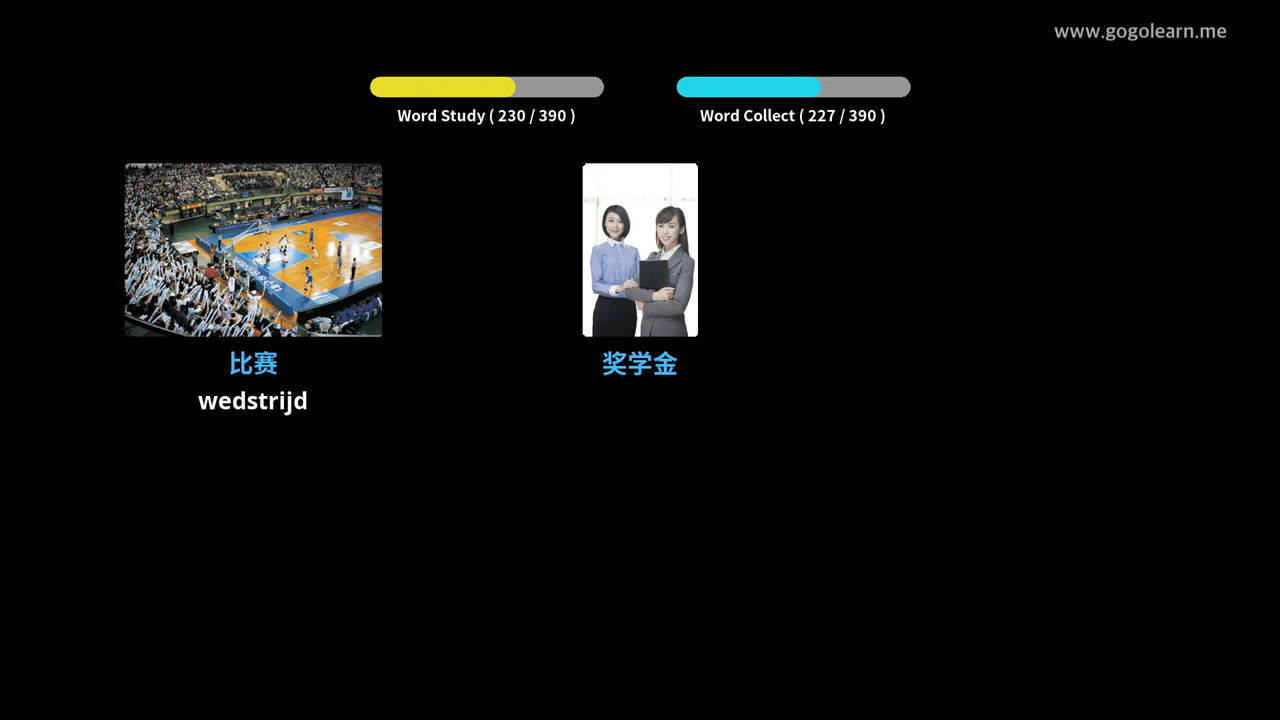 www.gogolearn.me
Word Study ( 230 / 390 )
Word Collect ( 227 / 390 )
比赛
wedstrijd
奖学金